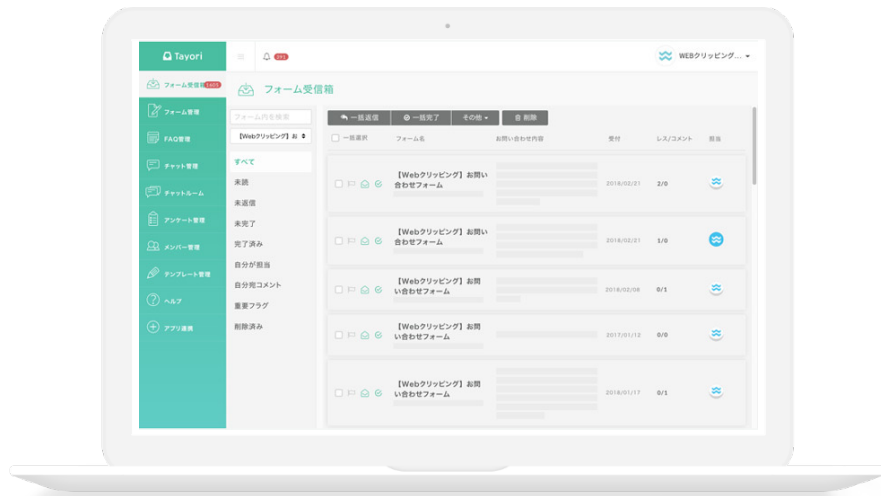 Tayori
WEBクリッピング...
フォーム受信箱
フォーム管理
FAQ管理
チャット管理
チャットルーム
アンケート管理
メンバー管理
テンプレート管理
ヘルプ
アプリ連携
フォーム受信箱
フォーム内を検索
【Webクリッピング】お
すべて
未読
未返信
未完了
完了済み
自分が担当
自分宛コメント
重要フラグ
削除済み
一括返信
一括完了
その他
削除
一括選択 フォーム名 お問い合わせ内容 受付 レス/コメント 担当
【Webクリッピング】お問い
合わせフォーム
2018/02/21 2/0
【Webクリッピング】お問い
合わせフォーム
2018/02/21 1/0
【Webクリッピング】お問
い合わせフォーム
2018/02/08 0/1
【Webクリッピング】お問
い合わせフォーム
2017/01/12 0/0
【Webクリッピング】お問
い合わせフォーム
2018/01/17 0/1